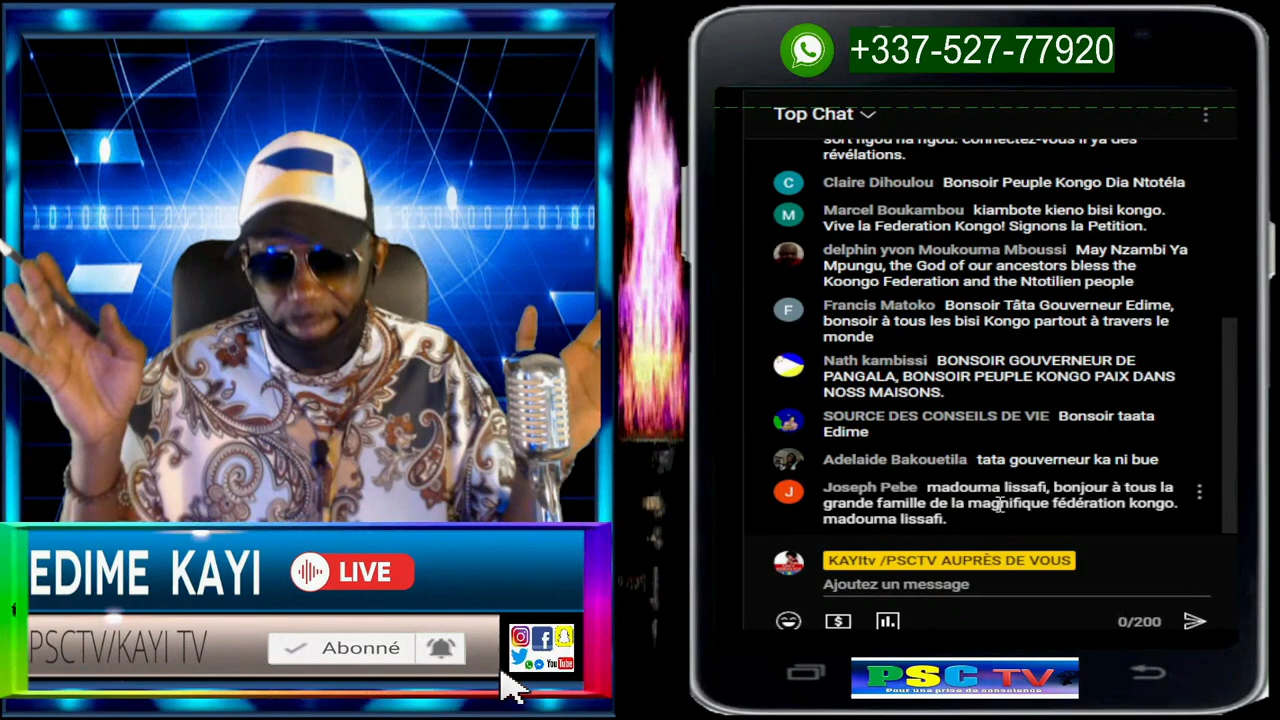 +337-527-77920
Top Chat
sort ngou na ngou. connectez-vous il ya des
révélations.
Claire Dihoulou Bonsoir Peuple Kongo Dia Ntotéla
Marcel Boukambou kiambote kieno bisi kongo.
Vive la Federation Kongo! Signons la Petition.
delphin yvon Moukouma Mboussi May Nzambi Ya
Mpungu, the God of our ancestors bless the
Koongo Federation and the Ntotilien people
Francis Matoko Bonsoir Tâta Gouverneur Edime,
bonsoir à tous les bisi Kongo partout à travers le
monde
Nath kambissi BONSOIR GOUVERNEUR DE
PANGALA, BONSOIR PEUPLE KONGO PAIX DANS
NOSS MAISONS.
SOURCE DES CONSEILS DE VIE Bonsoir taata
Edime
Adelaide Bakouetila tata gouverneur ka ni bue
Joseph Pebe madouma lissafi, bonjour à tous la
grande famille de la magnifique fédération kongo.
madouma lissafi.
KAYItv /PSCTV AUPRÈS DE VOUS
Ajoutez un message
0/200
PSC TV
Pour une prise de conscience
EDIME KAYI LIVE
PSCTV/KAYI TV Abonné
You Tube